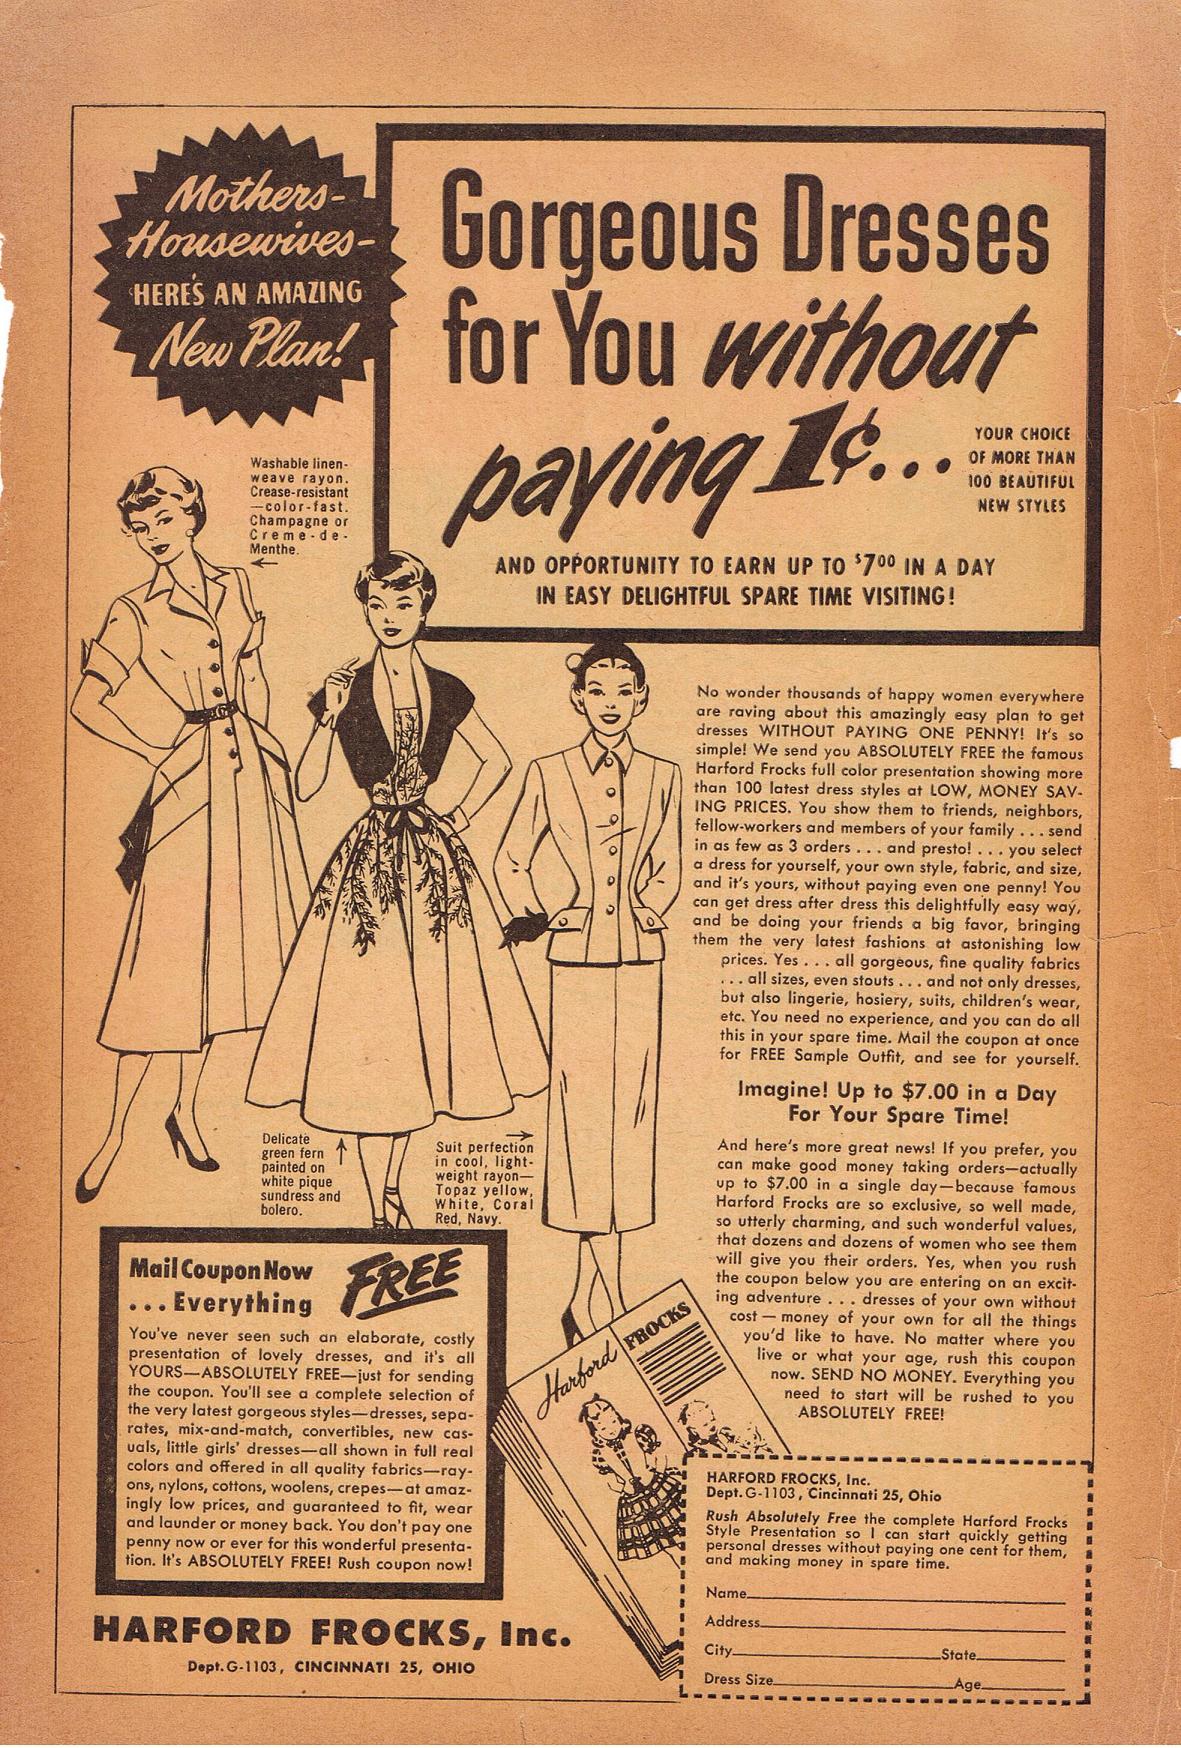 Mothers-
Housewives-
HERE'S AN AMAZING
New Plan!
Gorgeous Dresses
for You without
paying 1¢...
YOUR CHOICE
OF MORE THAN
100 BEAUTIFUL
NEW STYLES
AND OPPORTUNITY TO EARN UP TO $7.00 IN A DAY
IN EASY DELIGHTFUL SPARE TIME VISITING!
Washable linen-
weave rayon.
Crease-resistant
—color-fast.
Champagne or
Creme-de-
Menthe.
No wonder thousands of happy women everywhere
are raving about this amazingly easy plan to get
dresses WITHOUT PAYING ONE PENNY! It's so
simple! We send you ABSOLUTELY FREE the famous
Harford Frocks full color presentation showing more
than 100 latest dress styles at LOW, MONEY SAV-
ING PRICES. You show them to friends, neighbors,
fellow-workers and members of your family . . . send
in as few as 3 orders . . . and presto! . . . you select
a dress for yourself, your own style, fabric, and size,
and it's yours, without paying even one penny! You
can get dress after dress this delightfully easy way,
and be doing your friends a big favor, bringing
them the very latest fashions at astonishing low
prices. Yes . . . all gorgeous, fine quality fabrics
. . . all sizes, even stouts . . . and not only dresses,
but also lingerie, hosiery, suits, children's wear,
etc. You need no experience, and you can do all
this in your spare time. Mail the coupon at once
for FREE Sample Outfit, and see for yourself.
Imagine! Up to $7.00 in a Day
For Your Spare Time!
And here's more great news! If you prefer, you
can make good money taking orders—actually
up to $7.00 in a single day—because famous
Harford Frocks are so exclusive, so well made,
so utterly charming, and such wonderful values,
that dozens and dozens of women who see them
will give you their orders. Yes, when you rush
the coupon below you are entering on an excit-
ing adventure . . . dresses of your own without
cost — money of your own for all the things
you'd like to have. No matter where you
live or what your age, rush this coupon
now. SEND NO MONEY. Everything you
need to start will be rushed to you
ABSOLUTELY FREE!
Delicate
green fern
painted on
white pique
sundress and
bolero.
Suit perfection
in cool, light-
weight rayon—
Topaz yellow,
White, Coral
Red, Navy.
Mail Coupon Now
. . . Everything FREE
You've never seen such an elaborate, costly
presentation of lovely dresses, and it's all
YOURS—ABSOLUTELY FREE—just for sending
the coupon. You'll see a complete selection of
the very latest gorgeous styles—dresses, sepa-
rates, mix-and-match, convertibles, new cas-
uals, little girls' dresses—all shown in full real
colors and offered in all quality fabrics—ray-
ons, nylons, cottons, woolens, crepes—at amaz-
ingly low prices, and guaranteed to fit, wear
and launder or money back. You don't pay one
penny now or ever for this wonderful presenta-
tion. It's ABSOLUTELY FREE! Rush coupon now!
Harford FROCKS
HARFORD FROCKS, Inc.
Dept. G-1103, CINCINNATI 25, OHIO
HARFORD FROCKS, Inc.
Dept. G-1103, Cincinnati 25, Ohio
Rush Absolutely Free the complete Harford Frocks
Style Presentation so I can start quickly getting
personal dresses without paying one cent for them,
and making money in spare time.
Name
Address
City State
Dress Size Age